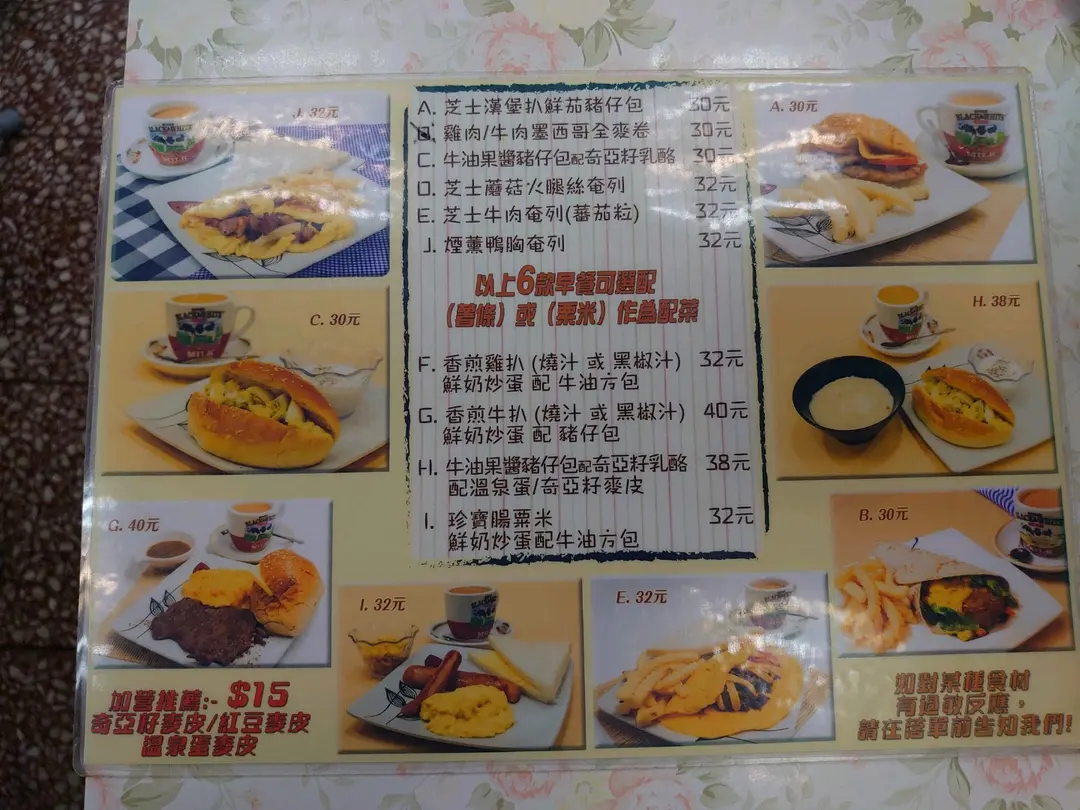 J. 32元
A. 芝士漢堡扒鮮茄豬仔包 30元
B. 雞肉/牛肉墨西哥全麥卷 30元
C. 牛油果醬豬仔包配奇亞籽乳酪 30元
D. 芝士蘑菇火腿絲奄列 32元
E. 芝士牛肉奄列(蕃茄粒) 32元
J. 煙薰鴨胸奄列 32元
以上6款早餐可選配
(薯條) 或 (粟米) 作為配菜
F. 香煎雞扒 (燒汁 或 黑椒汁) 32元
鮮奶炒蛋 配 牛油方包
G. 香煎牛扒 (燒汁 或 黑椒汁) 40元
鮮奶炒蛋 配 豬仔包
H. 牛油果醬豬仔包配奇亞籽乳酪 38元
配溫泉蛋/奇亞籽麥皮
I. 珍寶腸粟米 32元
鮮奶炒蛋配牛油方包
A. 30元
BLACK&WHITE
MILK
C. 30元
BLACK&WHITE
MILK
H. 38元
G. 40元
I. 32元
E. 32元
B. 30元
BLACK&WHITE
MILK
加營推薦:- $15
奇亞籽麥皮/紅豆麥皮
溫泉蛋麥皮
如對某種食材
有過敏反應，
請在落單前告知我們!